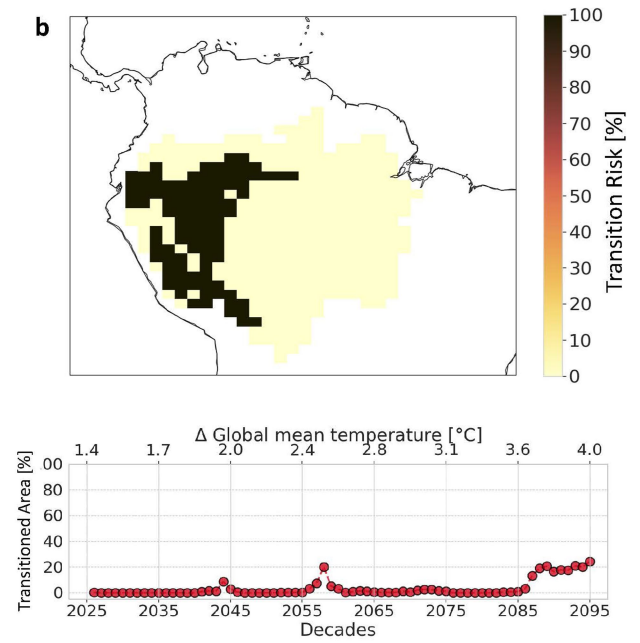 b
100
90
80
70
60
50
40
30
20
10
0
Transition Risk [%]
Δ Global mean temperature [°C]
1.4 1.7 2.0 2.4 2.8 3.1 3.6 4.0
Transitioned Area [%]
00
80
60
40
20
0
2025 2035 2045 2055 2065 2075 2085 2095
Decades